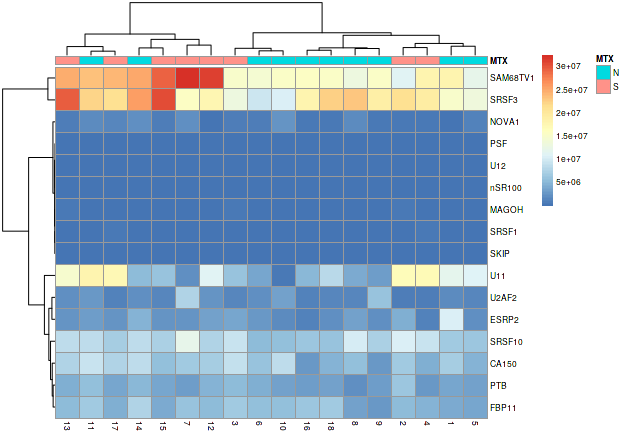 MTX
SAM68TV1
SRSF3
NOVA1
PSF
U12
nSR100
MAGOH
SRSF1
SKIP
U11
U2AF2
ESRP2
SRSF10
CA150
PTB
FBP11
13 11 17 14 15 7 12 3 6 10 16 18 8 9 2 4 1 5
3e+07
2.5e+07
2e+07
1.5e+07
1e+07
5e+06
MTX
N
S